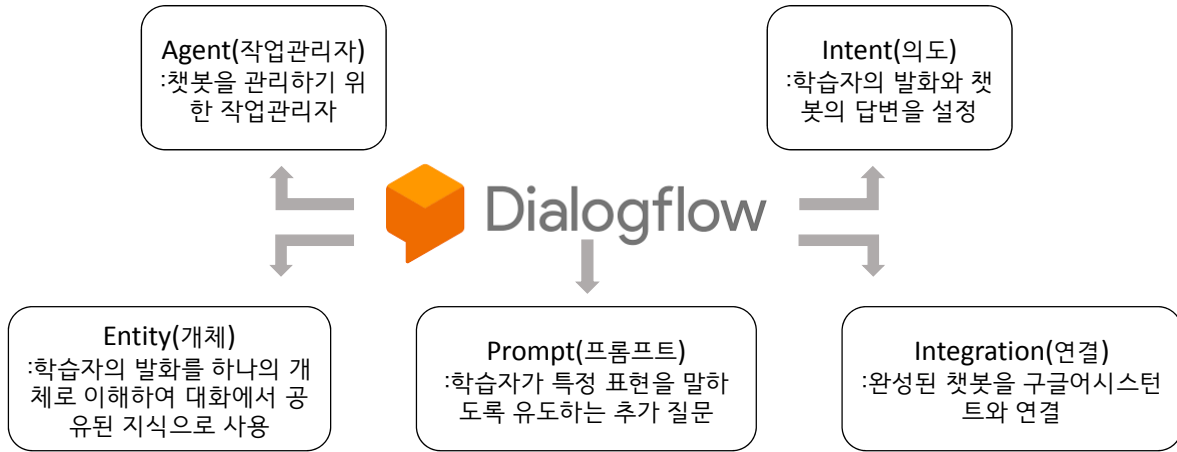 Agent(작업관리자)
:챗봇을 관리하기 위
한 작업관리자
Intent(의도)
:학습자의 발화와 챗
봇의 답변을 설정
Dialogflow
Entity(개체)
:학습자의 발화를 하나의 개
체로 이해하여 대화에서 공
유된 지식으로 사용
Prompt(프롬프트)
:학습자가 특정 표현을 말하
도록 유도하는 추가 질문
Integration(연결)
:완성된 챗봇을 구글어시스턴
트와 연결